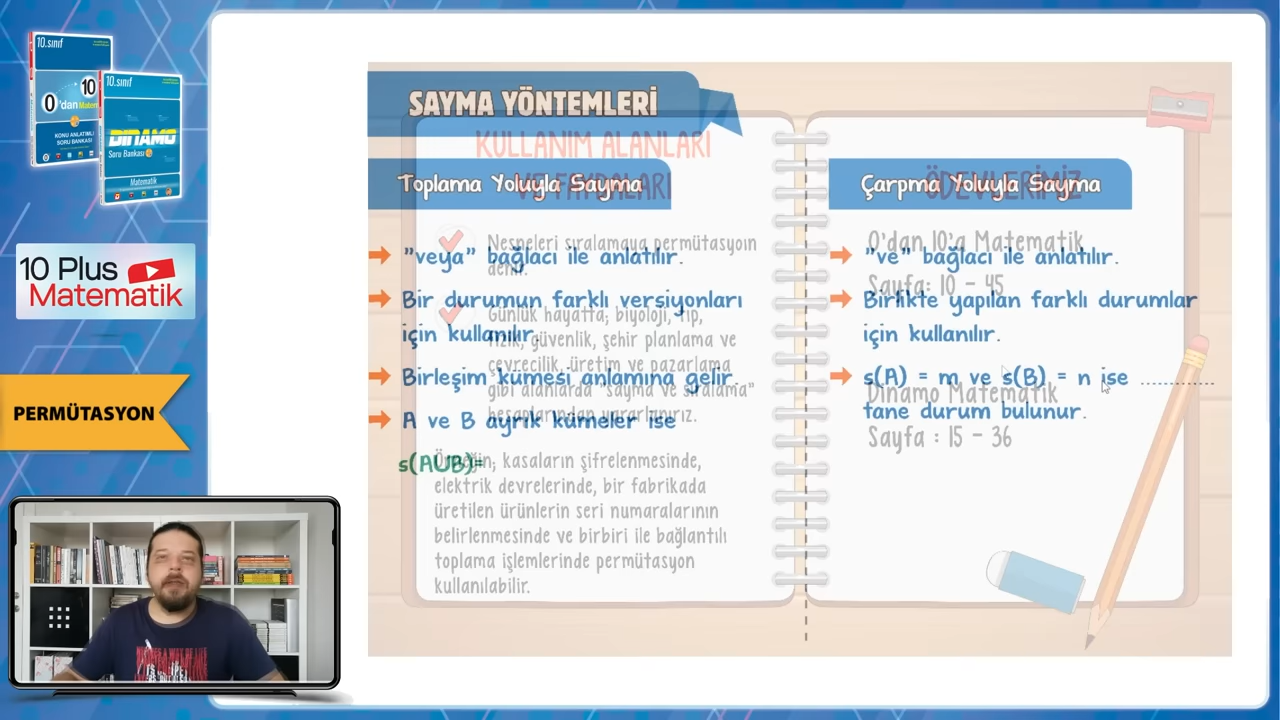 10.sınıf
0'dan 10
KONU ANLATIMLI
SORU BANKASI
10.sınıf
DİNAMO
Soru Bankası
Matematik
10 Plus
Matematik
PERMÜTASYON
SAYMA YÖNTEMLERİ
KULLANIM ALANLARI
VE FAYDALARI
Toplama Yoluyla Sayma
Nesneleri sıralamaya permütasyon
denir.
"veya" bağlacı ile anlatılır.
Bir durumun farklı versiyonları
için kullanılır.
Günlük hayatta; biyoloji, tıp,
fizik, güvenlik, şehir planlama ve
çevrecilik, üretim ve pazarlama
gibi alanlarda "sayma ve sıralama"
hesaplarından yararlanırız.
Birleşim kümesi anlamına gelir.
A ve B ayrık kümeler ise
s(AUB)=
Örneğin; kasaların şifrelenmesinde,
elektrik devrelerinde, bir fabrikada
üretilen ürünlerin seri numaralarının
belirlenmesinde ve birbiri ile bağlantılı
toplama işlemlerinde permütasyon
kullanılabilir.
ÖDEVLERİMİZ
Çarpma Yoluyla Sayma
0'dan 10'a Matematik
Sayfa: 10 - 45
"ve" bağlacı ile anlatılır.
Birlikte yapılan farklı durumlar
için kullanılır.
s(A) = m ve s(B) = n ise ..............
tane durum bulunur.
Dinamo Matematik
Sayfa : 15 - 36